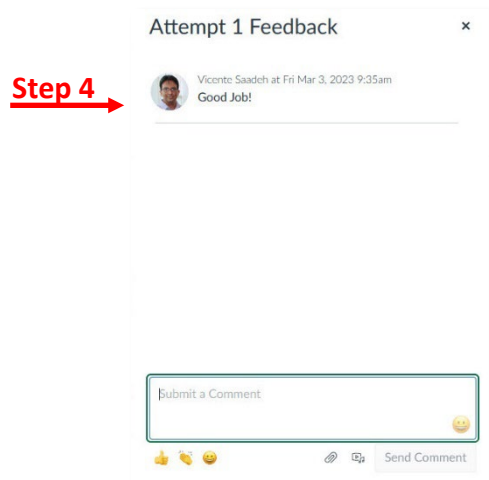 Attempt 1 Feedback ×
Vicente Saadeh at Fri Mar 3, 2023 9:35am
Step 4
Good Job!
Submit a Comment
Send Comment